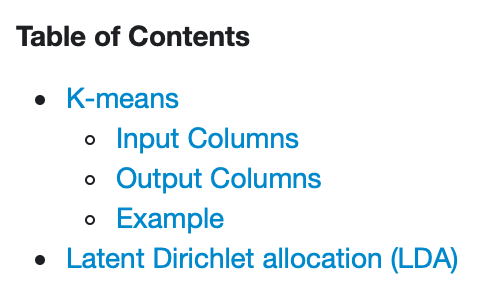 Table of Contents
K-means
Input Columns
Output Columns
Example
Latent Dirichlet allocation (LDA)